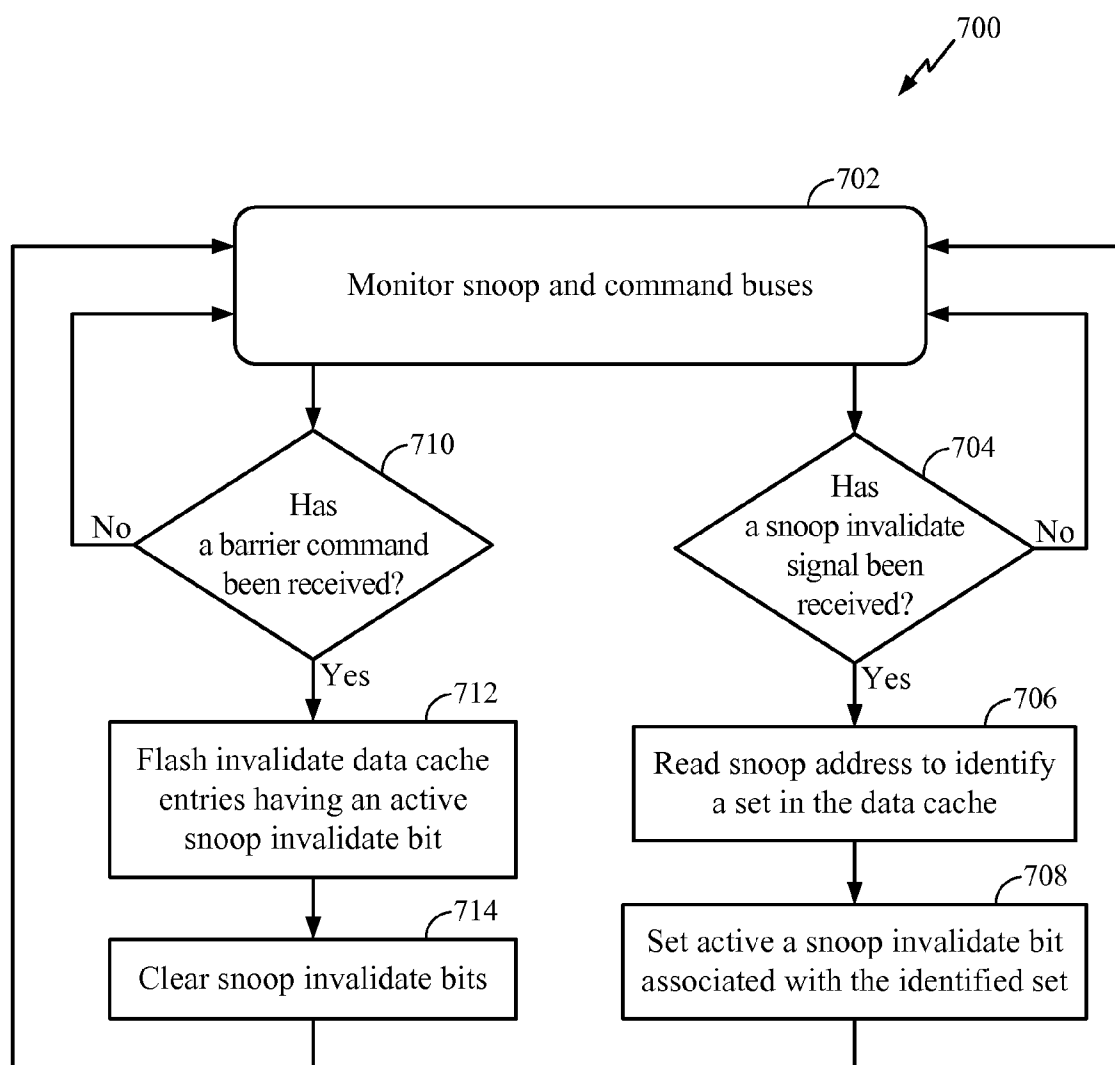 700
702
Monitor snoop and command buses
710
Has
a barrier command
been received?
No
Yes
704
Has
a snoop invalidate
signal been
received?
No
Yes
712
Flash invalidate data cache
entries having an active
snoop invalidate bit
706
Read snoop address to identify
a set in the data cache
714
Clear snoop invalidate bits
708
Set active a snoop invalidate bit
associated with the identified set